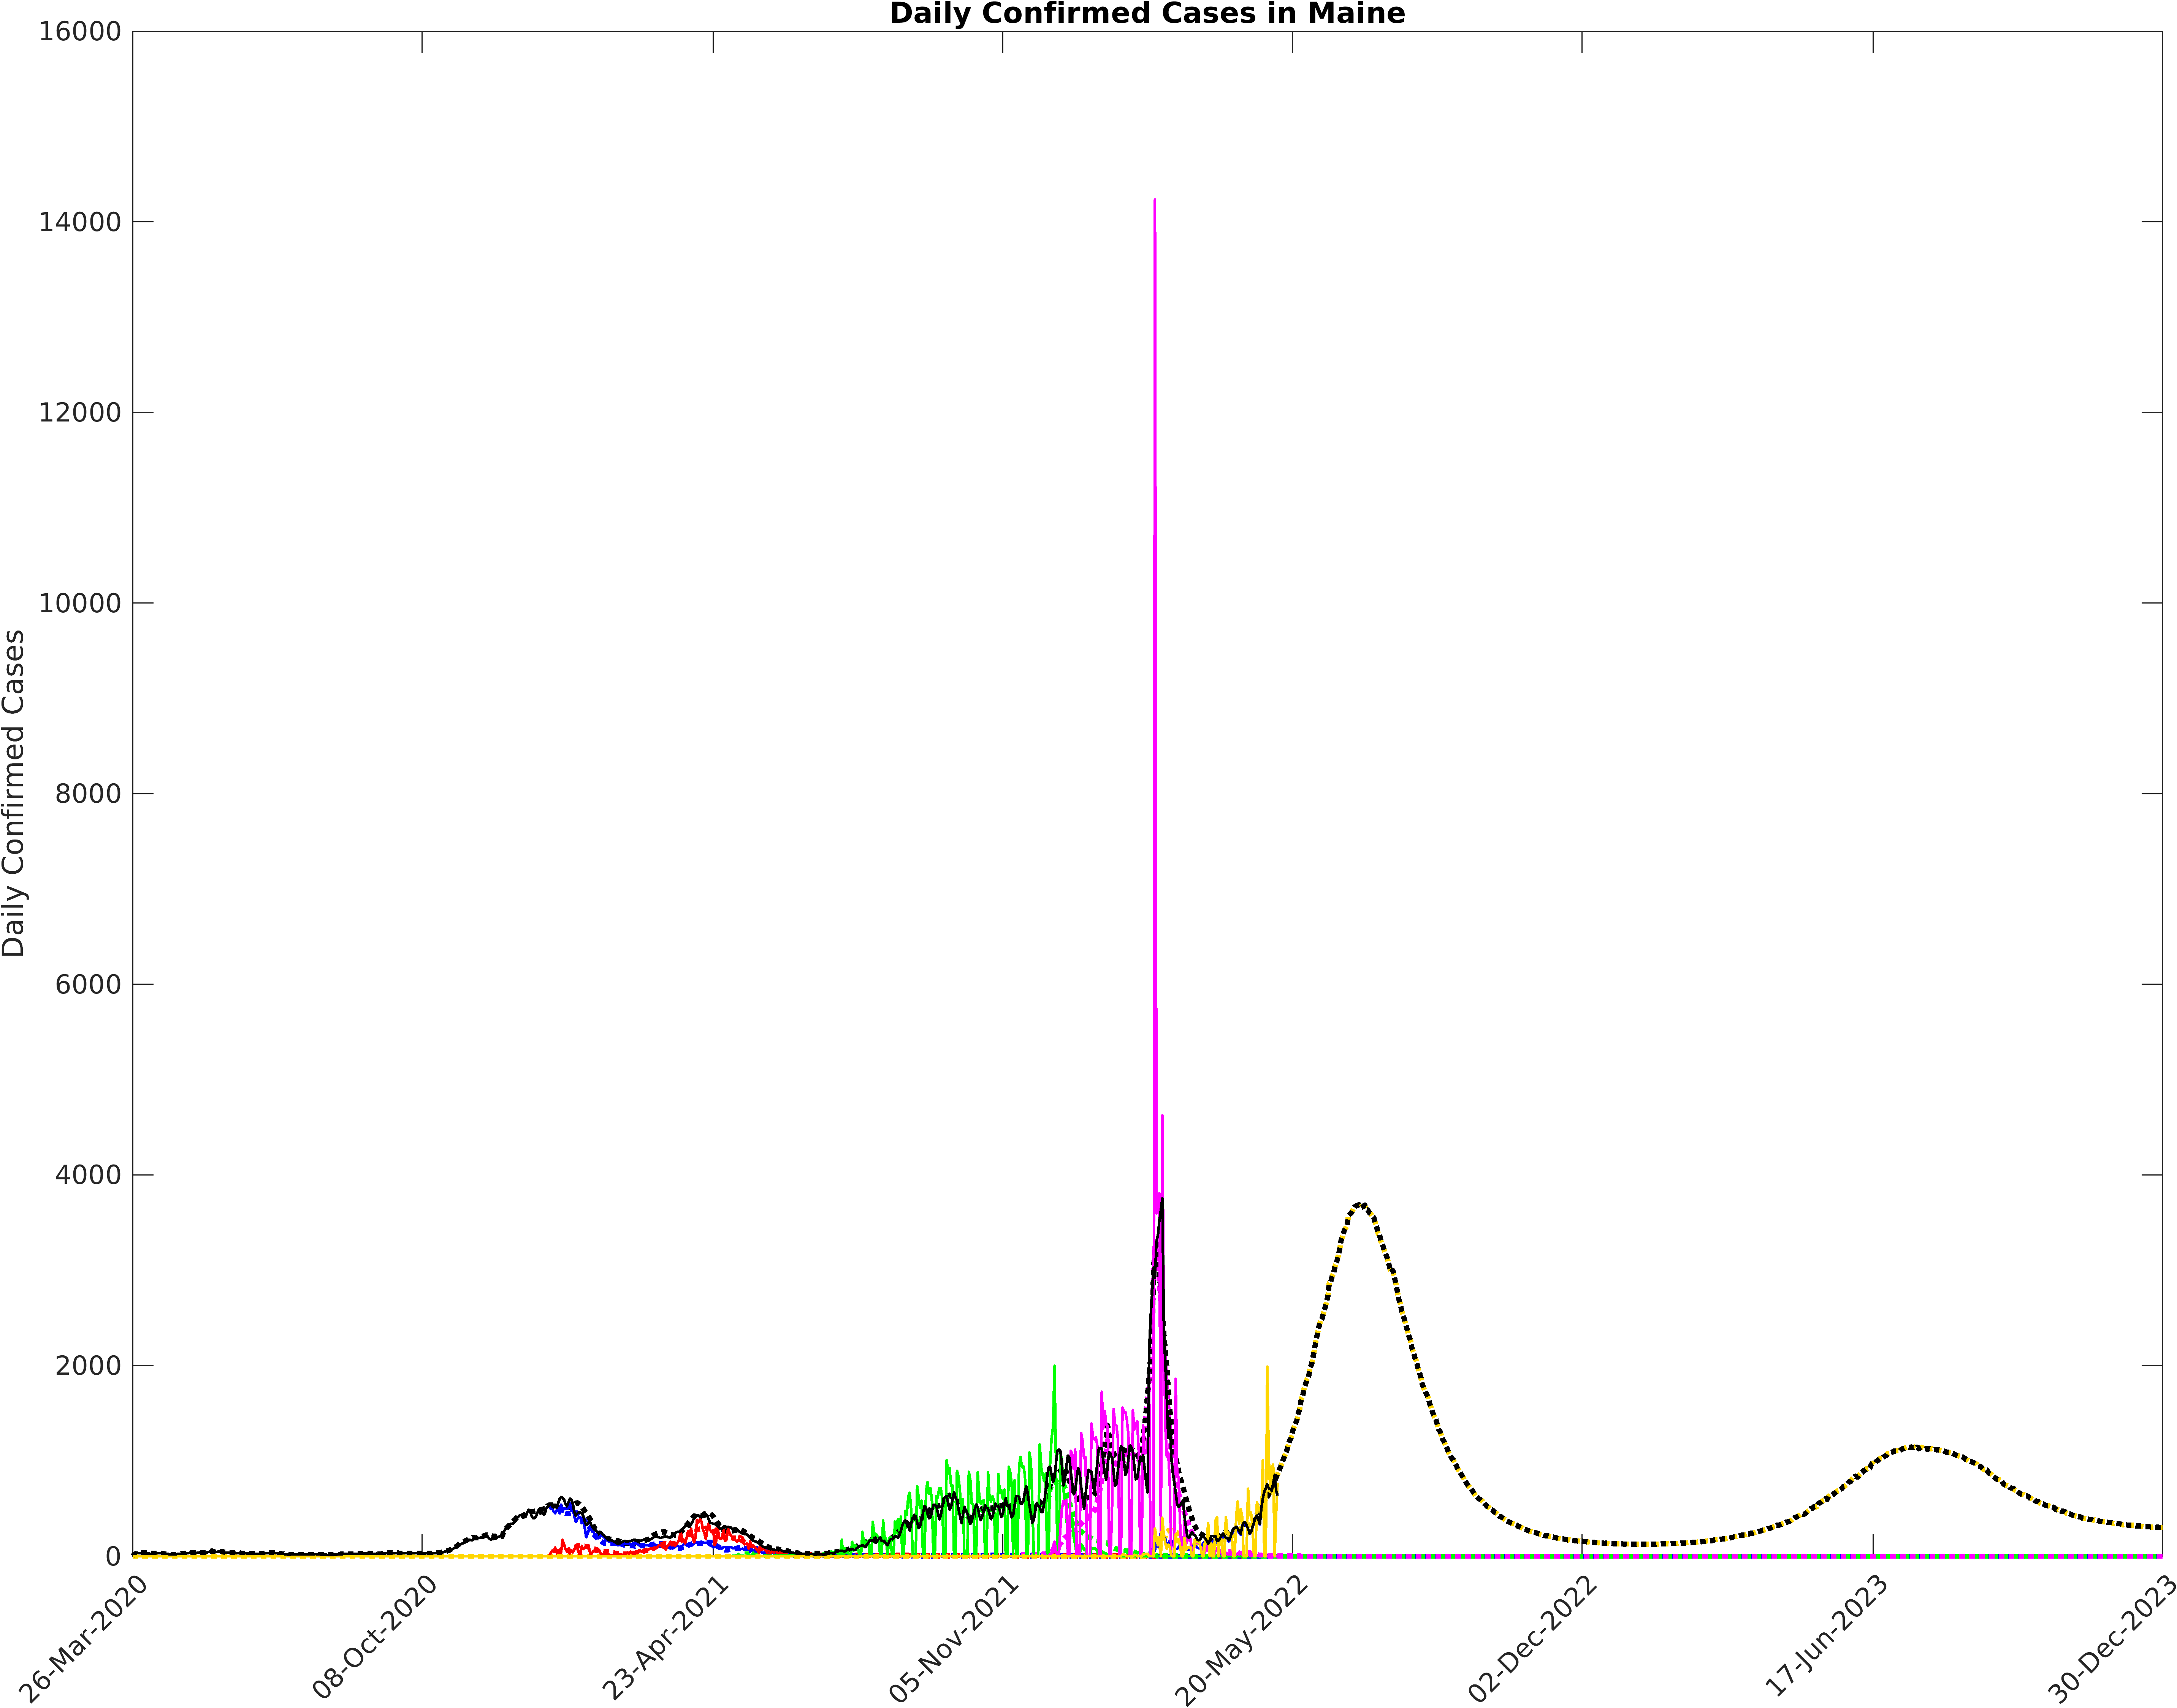 Daily Confirmed Cases in Maine
16000
14000
12000
10000
8000
6000
4000
2000
0
Daily Confirmed Cases
26-Mar-2020
08-Oct-2020
23-Apr-2021
05-Nov-2021
20-May-2022
02-Dec-2022
17-Jun-2023
30-Dec-2023